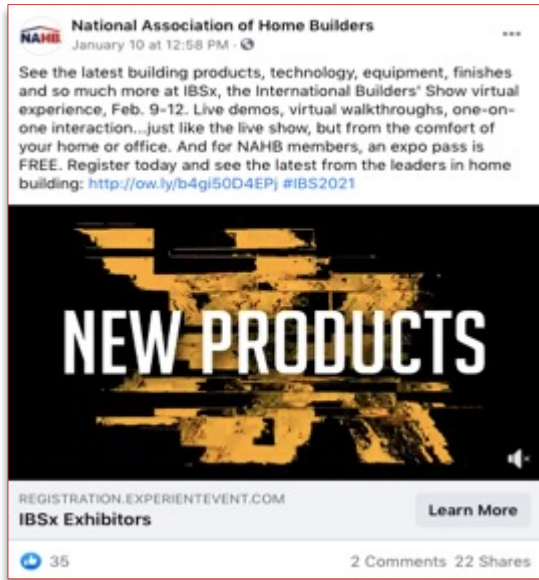 NAHB
National Association of Home Builders
January 10 at 12:58 PM ·
See the latest building products, technology, equipment, finishes
and so much more at IBSx, the International Builders' Show virtual
experience, Feb. 9-12. Live demos, virtual walkthroughs, one-on-
one interaction...just like the live show, but from the comfort of
your home or office. And for NAHB members, an expo pass is
FREE. Register today and see the latest from the leaders in home
building: http://ow.ly/b4gi50D4EPj #IBS2021
NEW PRODUCTS
REGISTRATION.EXPERIENTEVENT.COM
IBSx Exhibitors
Learn More
35
2 Comments 22 Shares